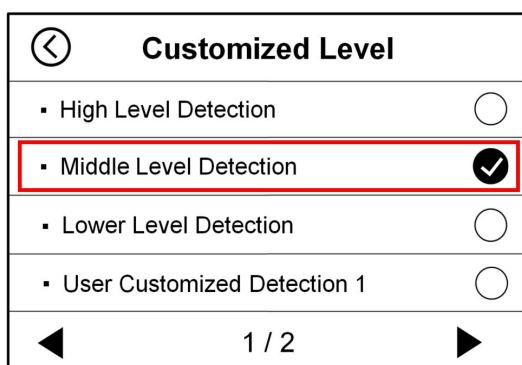 Customized Level
▪ High Level Detection
▪ Middle Level Detection
▪ Lower Level Detection
▪ User Customized Detection 1
1 / 2